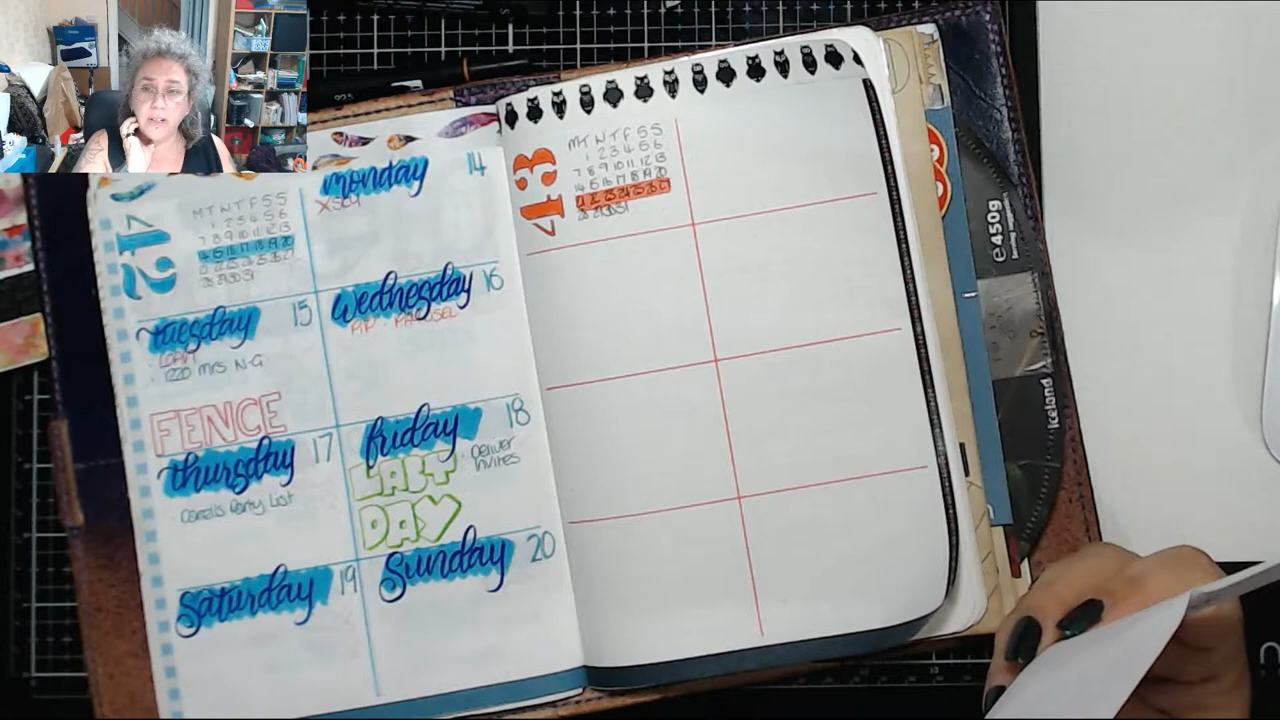 42
M T W T F S S
1 2 3 4 5 6
7 8 9 10 11 12 13
14 15 16 17 18 19 20
21 22 23 24 25 26 27
28 29 30 31
monday 14
tuesday 15
1220 Mrs N-G
FENCE
wednesday 16
PARCEL
thursday 17
Party List
friday 18
LAST
DAY
Deliver
Invites
saturday 19
sunday 20
43
M T W T F S S
1 2 3 4 5 6
7 8 9 10 11 12 13
14 15 16 17 18 19 20
21 22 23 24 25 26 27
28 29 30 31
e450g
Iceland